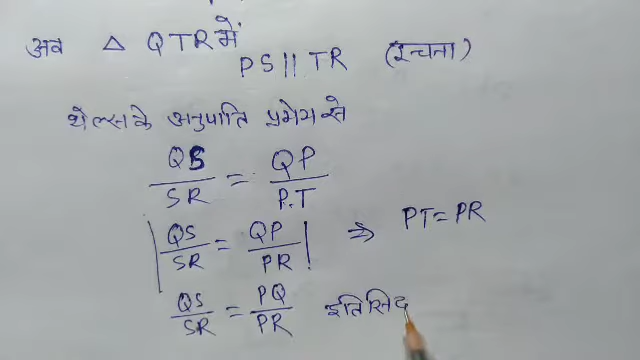 अब △ QTR में
PS || TR (रचना)
थेल्सके अनुपाति प्रमेय से
QS/SR = QP/P.T
|QS/SR = QP/PR| ⇒ PT = PR
QS/SR = PQ/PR इतिसिद